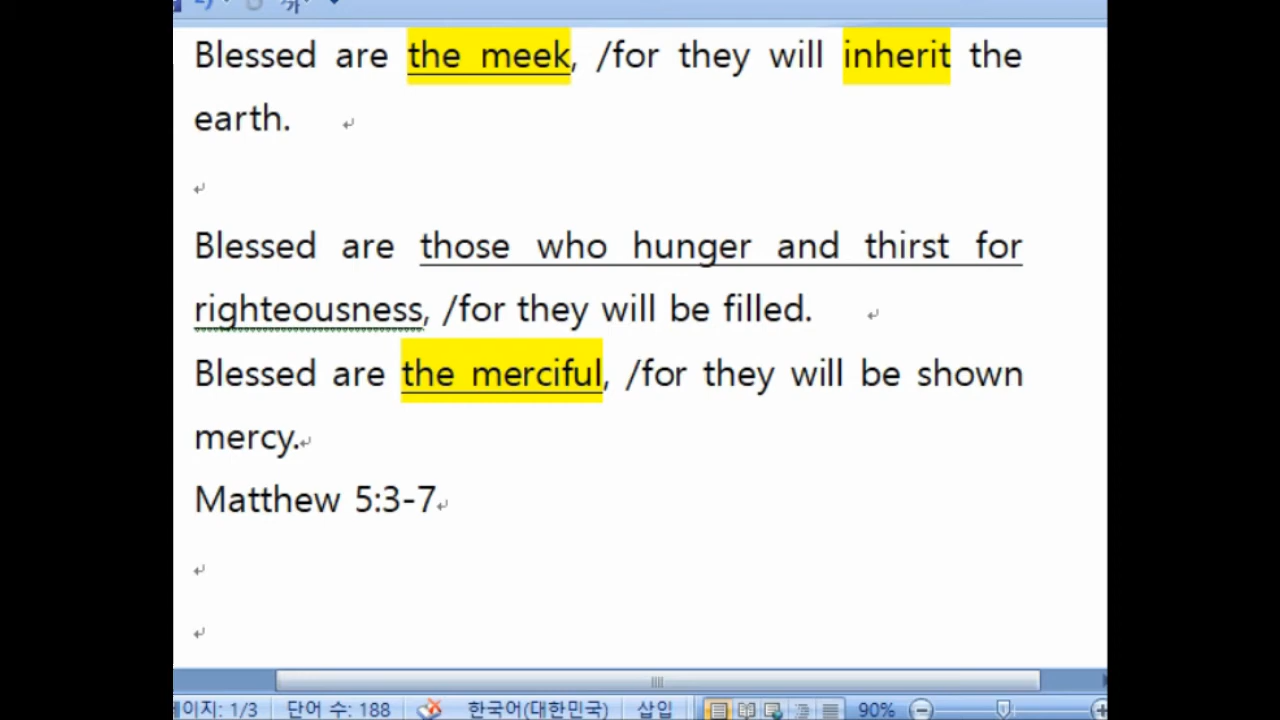 Blessed are the meek, /for they will inherit the
earth.
Blessed are those who hunger and thirst for
righteousness, /for they will be filled.
Blessed are the merciful, /for they will be shown
mercy.
Matthew 5:3-7
이지: 1/3 단어 수: 188 한국어(대한민국) 삽입 90%